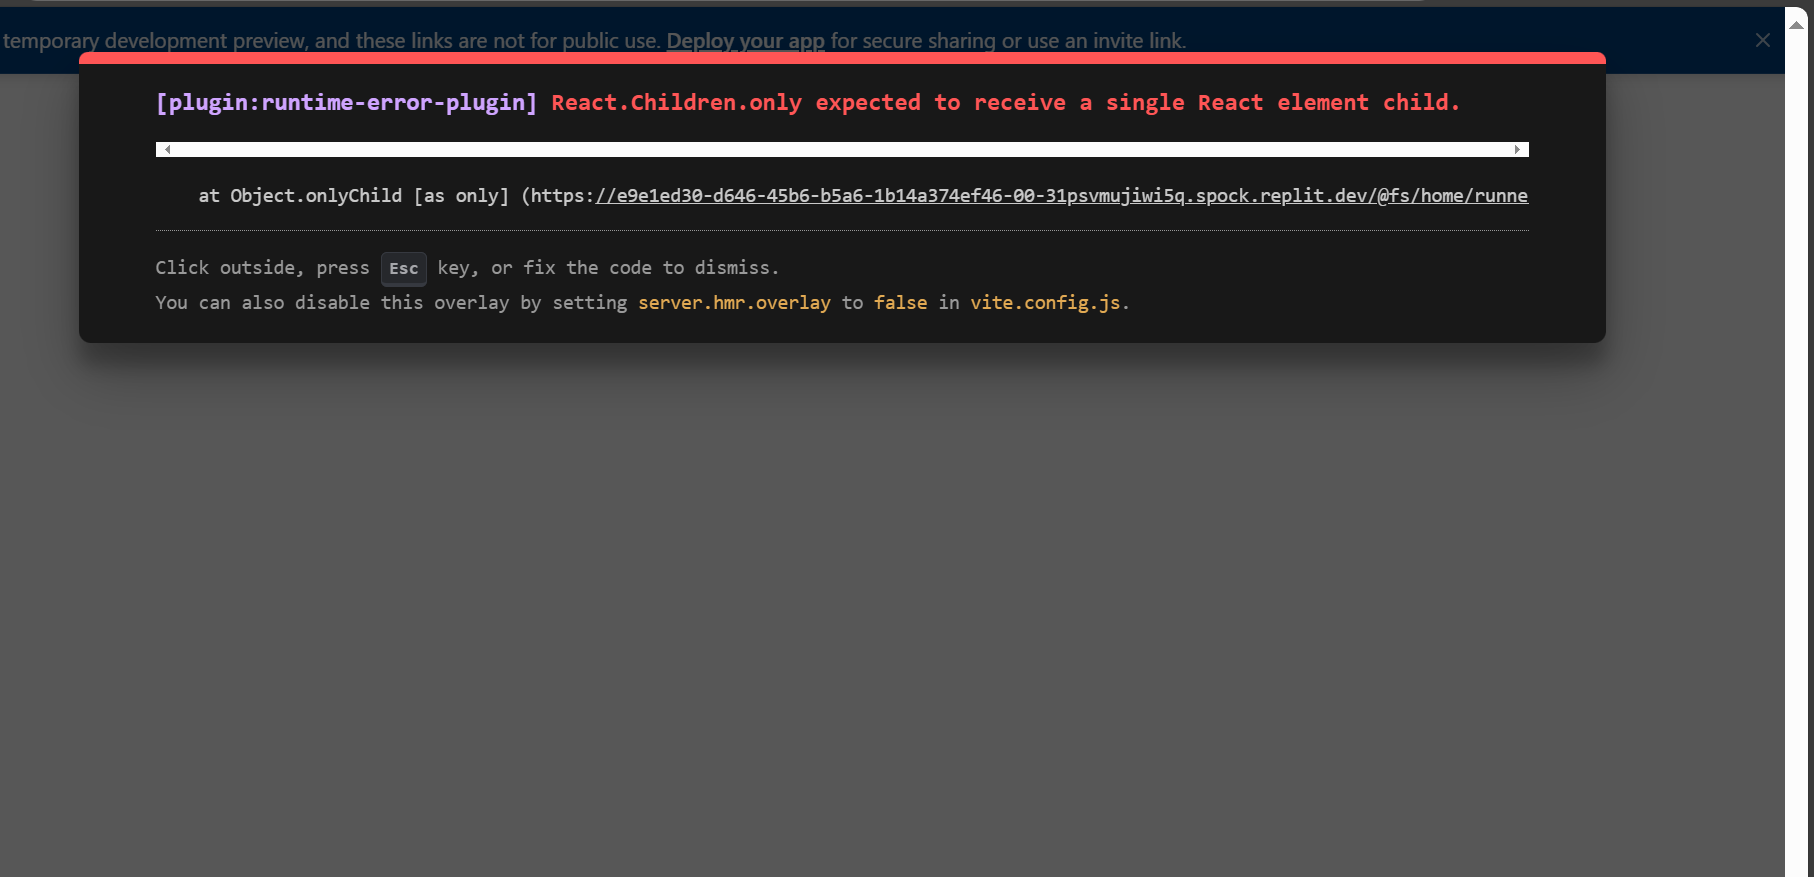 temporary development preview, and these links are not for public use. Deploy your app for secure sharing or use an invite link.
[plugin:runtime-error-plugin] React.Children.only expected to receive a single React element child.
at Object.onlyChild [as only] (https://e9e1ed30-d646-45b6-b5a6-1b14a374ef46-00-31psvmujiwi5q.spock.replit.dev/@fs/home/runne
Click outside, press Esc key, or fix the code to dismiss.
You can also disable this overlay by setting server.hmr.overlay to false in vite.config.js.